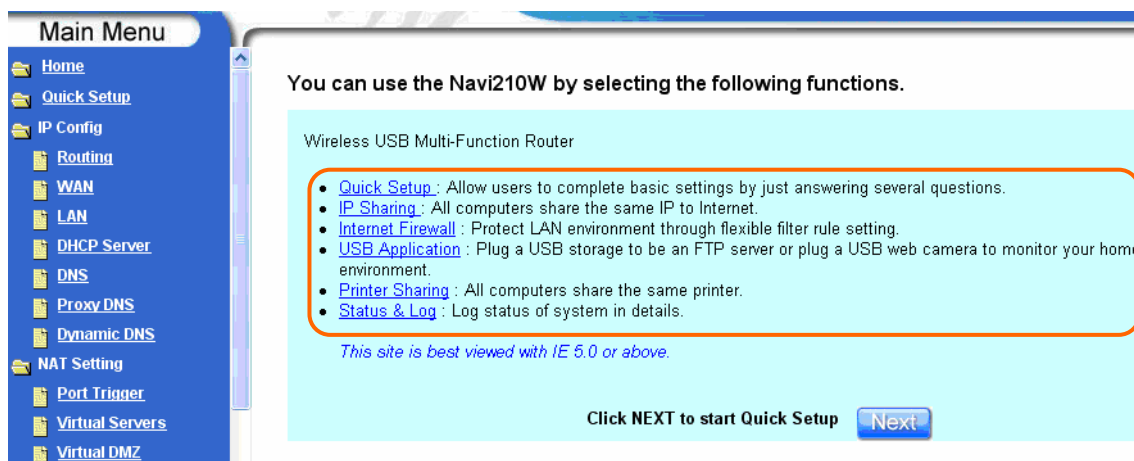 Main Menu
Home
Quick Setup
IP Config
Routing
WAN
LAN
DHCP Server
DNS
Proxy DNS
Dynamic DNS
NAT Setting
Port Trigger
Virtual Servers
Virtual DMZ
You can use the Navi210W by selecting the following functions.
Wireless USB Multi-Function Router
Quick Setup : Allow users to complete basic settings by just answering several questions.
IP Sharing : All computers share the same IP to Internet.
Internet Firewall : Protect LAN environment through flexible filter rule setting.
USB Application : Plug a USB storage to be an FTP server or plug a USB web camera to monitor your home
environment.
Printer Sharing : All computers share the same printer.
Status & Log : Log status of system in details.
This site is best viewed with IE 5.0 or above.
Click NEXT to start Quick Setup Next